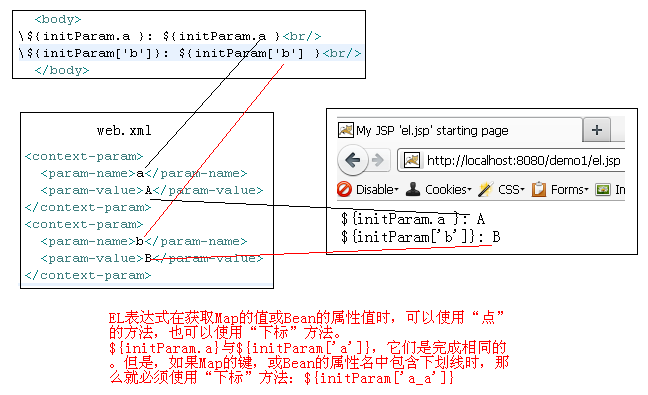 <body>
\${initParam.a }: ${initParam.a }<br/>
\${initParam['b']}: ${initParam['b'] }<br/>
</body>
web.xml
<context-param>
<param-name>a</param-name>
<param-value>A</param-value>
</context-param>
<context-param>
<param-name>b</param-name>
<param-value>B</param-value>
</context-param>
My JSP 'el.jsp' starting page
http://localhost:8080/demo1/el.jsp
Disable Cookies CSS Forms
${initParam.a }: A
${initParam['b']}: B
EL表达式在获取Map的值或Bean的属性值时，可以使用“点”
的方法，也可以使用“下标”方法。
${initParam.a}与${initParam['a']}，它们是完成相同的
。但是，如果Map的键，或Bean的属性名中包含下划线时，那
么就必须使用“下标”方法：${initParam['a_a']}